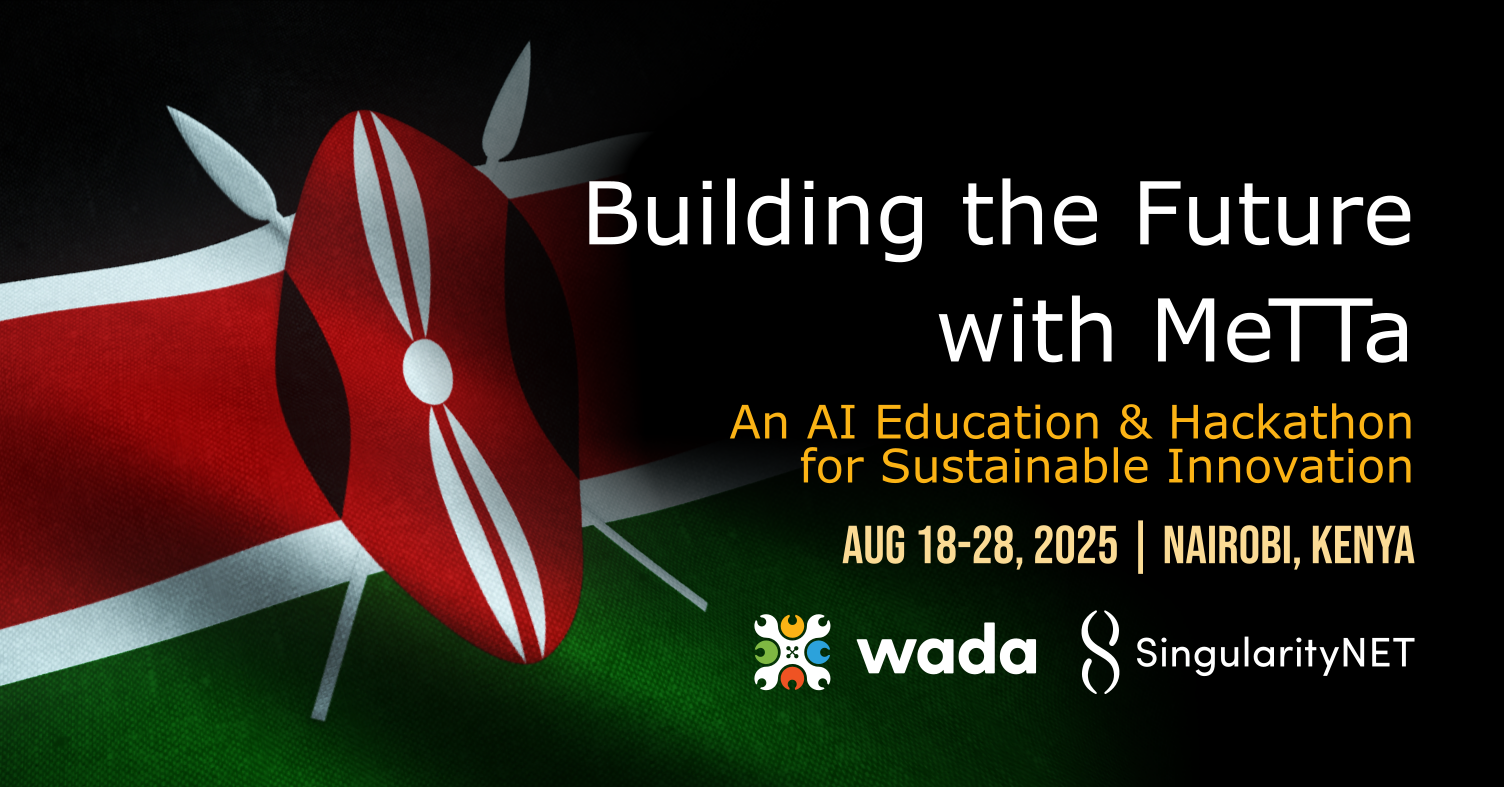 Building the Future
with MeTTa
An AI Education & Hackathon
for Sustainable Innovation
AUG 18-28, 2025 | NAIROBI, KENYA
wada SingularityNET